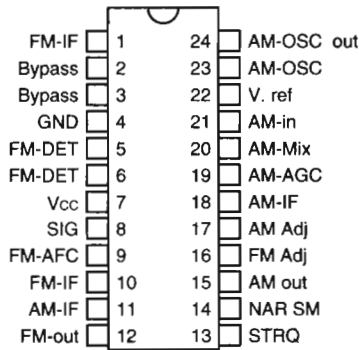 FM-IF 1 24 AM-OSC out
Bypass 2 23 AM-OSC
Bypass 3 22 V. ref
GND 4 21 AM-in
FM-DET 5 20 AM-Mix
FM-DET 6 19 AM-AGC
Vcc 7 18 AM-IF
SIG 8 17 AM Adj
FM-AFC 9 16 FM Adj
FM-IF 10 15 AM out
AM-IF 11 14 NAR SM
FM-out 12 13 STRQ